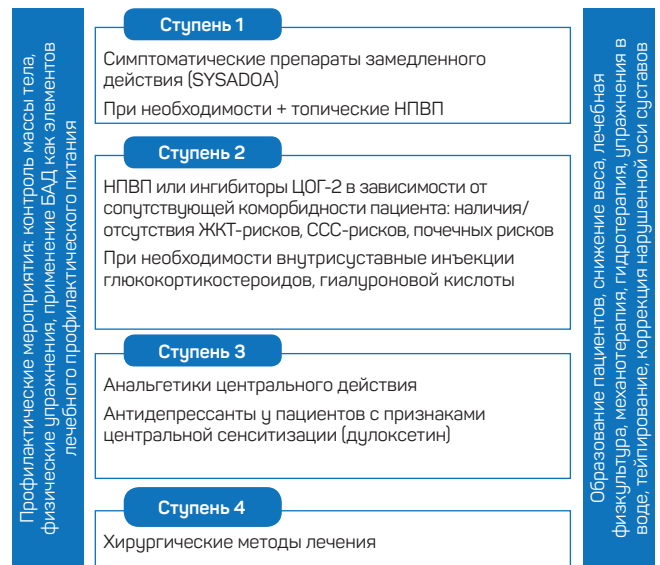 Профилактические мероприятия: контроль массы тела,
физические упражнения, применение БАД как элементов
лечебного профилактического питания
Ступень 1
Симптоматические препараты замедленного
действия (SYSADOA)
При необходимости + топические НПВП
Ступень 2
НПВП или ингибиторы ЦОГ-2 в зависимости от
сопутствующей коморбидности пациента: наличия/
отсутствия ЖКТ-рисков, ССС-рисков, почечных рисков
При необходимости внутрисуставные инъекции
глюкокортикостероидов, гиалуроновой кислоты
Ступень 3
Анальгетики центрального действия
Антидепрессанты у пациентов с признаками
центральной сенситизации (дулоксетин)
Ступень 4
Хирургические методы лечения
Образование пациентов, снижение веса, лечебная
физкультура, механотерапия, гидротерапия, упражнения в
воде, тейпирование, коррекция нарушенной оси суставов